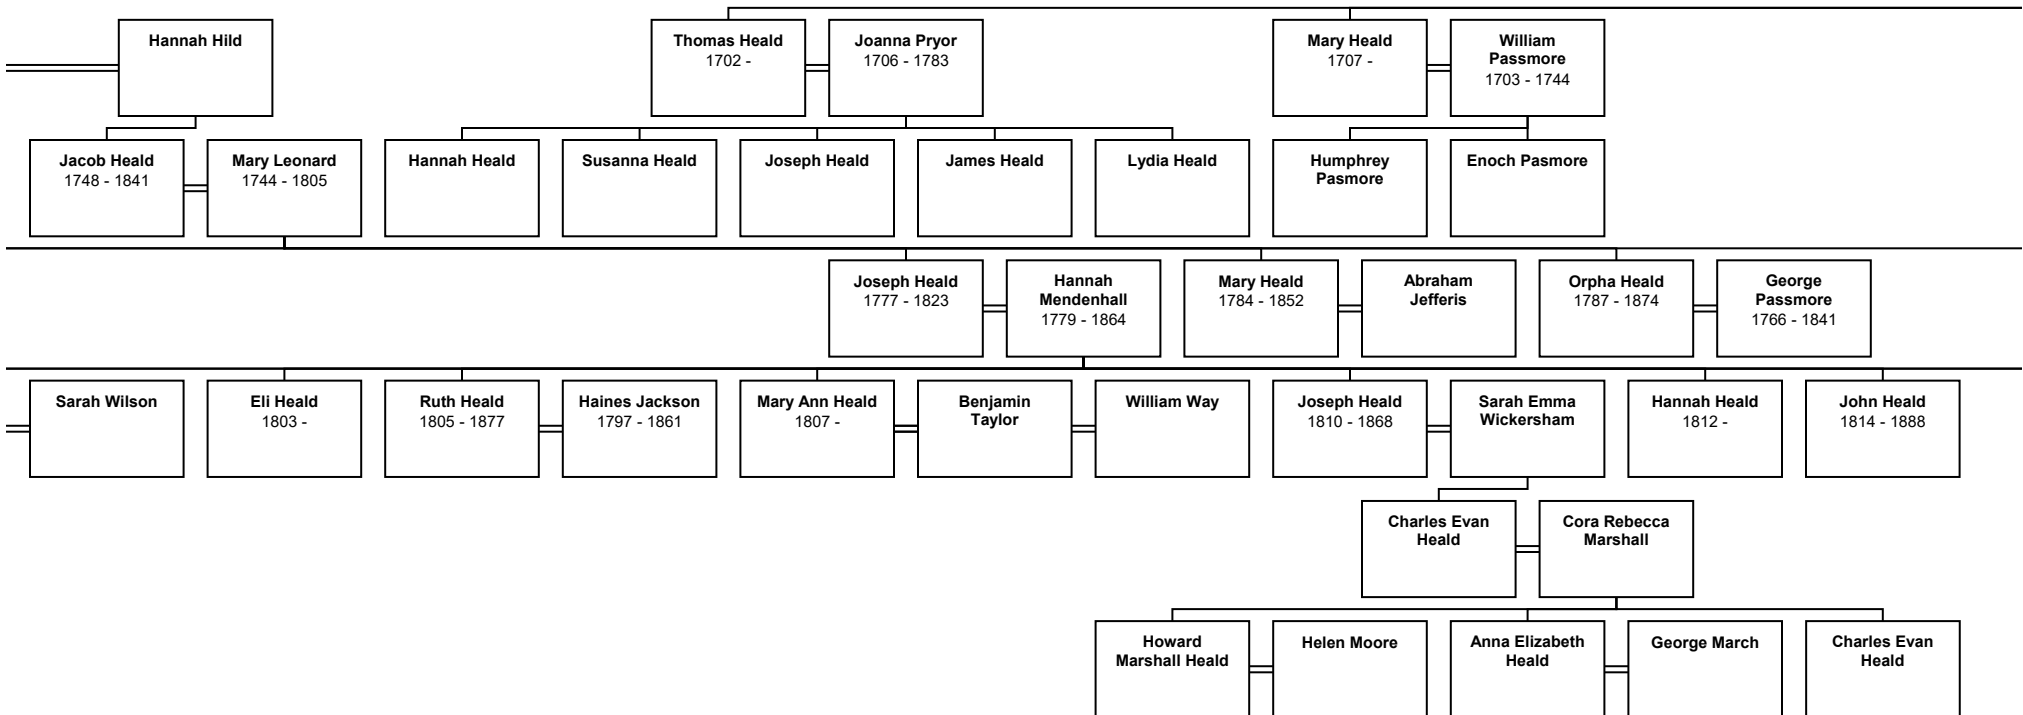 Hannah Hild
Thomas Heald
1702 -
Joanna Pryor
1706 - 1783
Mary Heald
1707 -
William
Passmore
1703 - 1744
Jacob Heald
1748 - 1841
Mary Leonard
1744 - 1805
Hannah Heald
Susanna Heald
Joseph Heald
James Heald
Lydia Heald
Humphrey
Pasmore
Enoch Pasmore
Joseph Heald
1777 - 1823
Hannah
Mendenhall
1779 - 1864
Mary Heald
1784 - 1852
Abraham
Jefferis
Orpha Heald
1787 - 1874
George
Passmore
1766 - 1841
Sarah Wilson
Eli Heald
1803 -
Ruth Heald
1805 - 1877
Haines Jackson
1797 - 1861
Mary Ann Heald
1807 -
Benjamin
Taylor
William Way
Joseph Heald
1810 - 1868
Sarah Emma
Wickersham
Hannah Heald
1812 -
John Heald
1814 - 1888
Charles Evan
Heald
Cora Rebecca
Marshall
Howard
Marshall Heald
Helen Moore
Anna Elizabeth
Heald
George March
Charles Evan
Heald